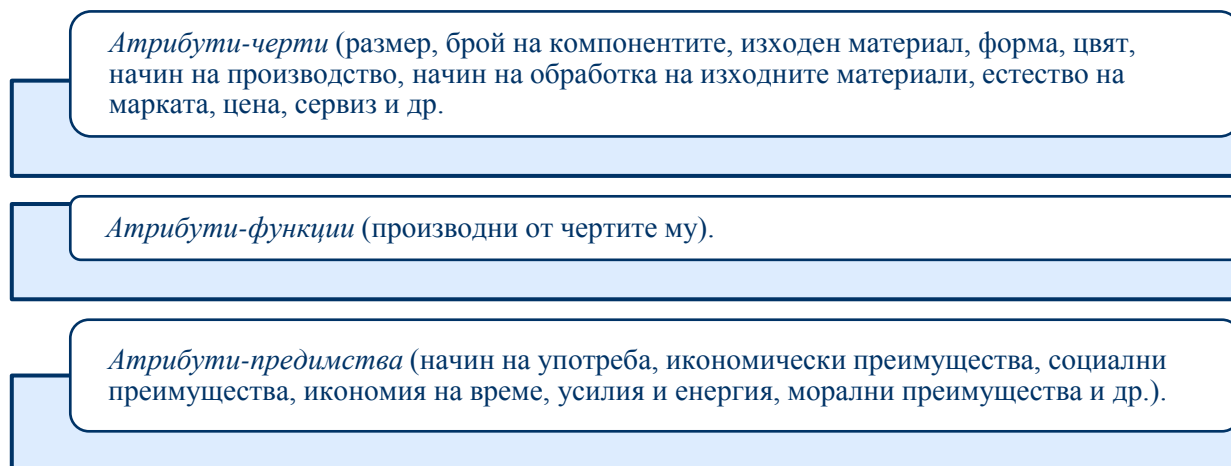 Атрибути-черти (размер, брой на компонентите, изходен материал, форма, цвят,
начин на производство, начин на обработка на изходните материали, естество на
марката, цена, сервиз и др.
Атрибути-функции (производни от чертите му).
Атрибути-предимства (начин на употреба, икономически преимущества, социални
преимущества, икономия на време, усилия и енергия, морални преимущества и др.).